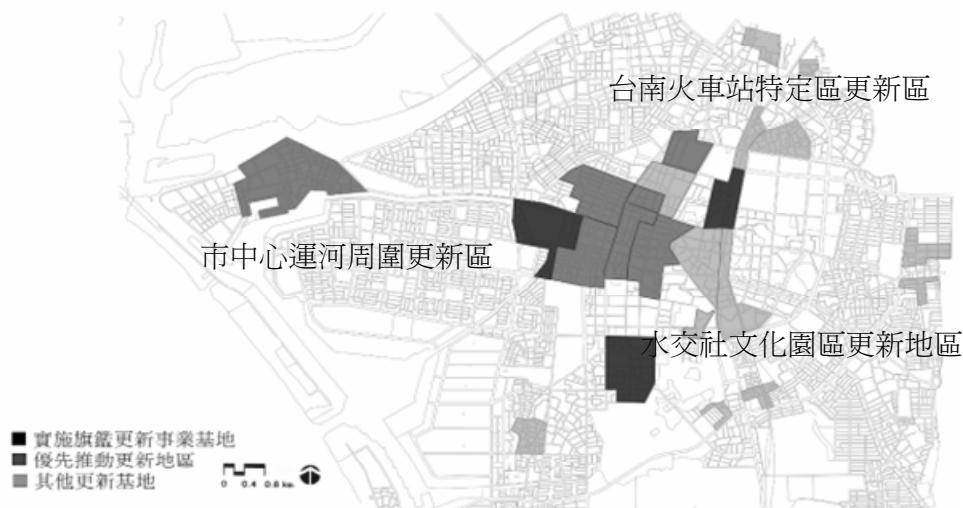 台南火車站特定區更新區
市中心運河周圍更新區
水交社文化園區更新地區
實施旗鑑更新事業基地
優先推動更新地區
其他更新基地
0 0.4 0.8 km